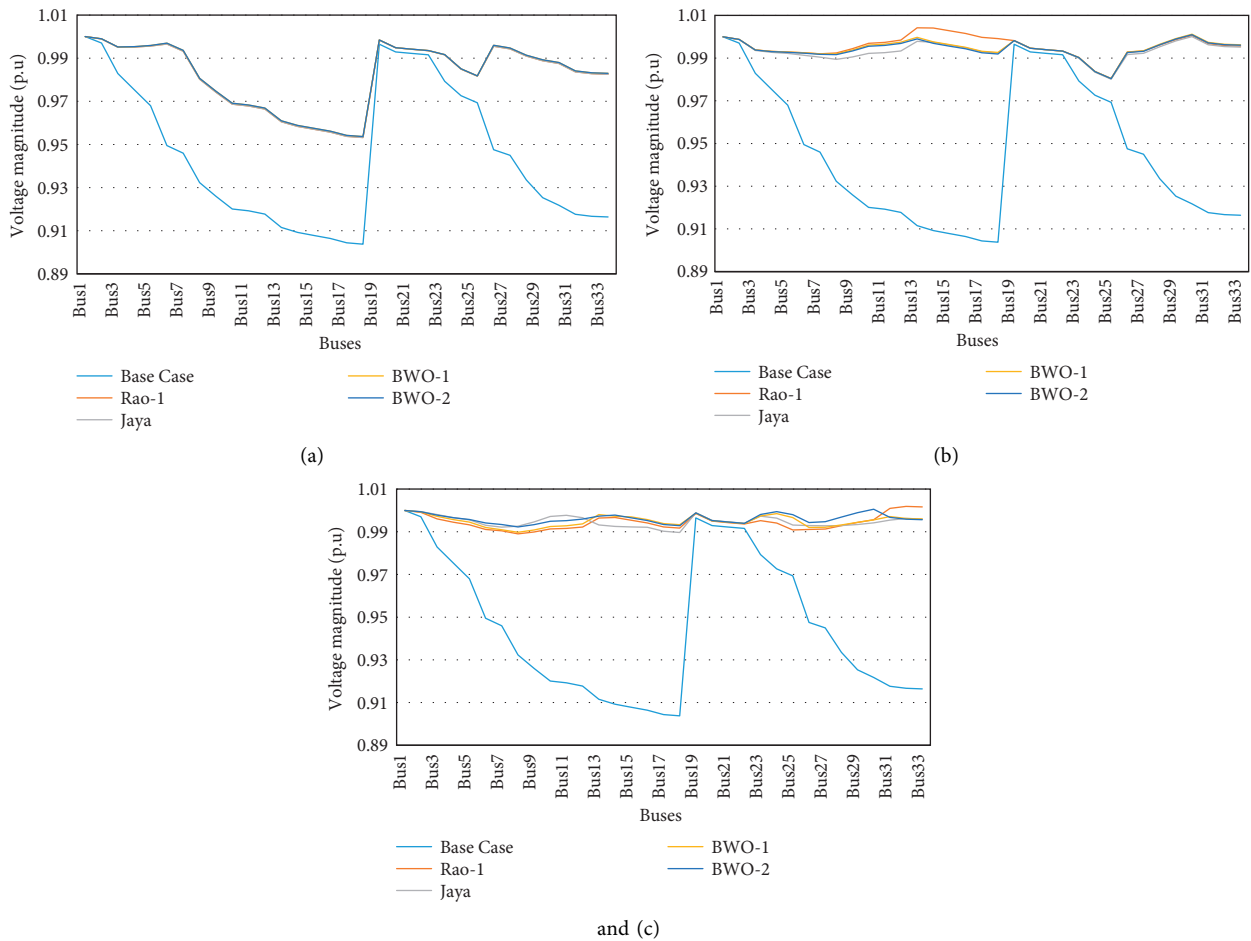 1.01
0.99
0.97
0.95
0.93
0.91
0.89
Voltage magnitude (p.u)
Bus1
Bus3
Bus5
Bus7
Bus9
Bus11
Bus13
Bus15
Bus17
Bus19
Bus21
Bus23
Bus25
Bus27
Bus29
Bus31
Bus33
Buses
Base Case
Rao-1
Jaya
BWO-1
BWO-2
(a)
1.01
0.99
0.97
0.95
0.93
0.91
0.89
Voltage magnitude (p.u)
Bus1
Bus3
Bus5
Bus7
Bus9
Bus11
Bus13
Bus15
Bus17
Bus19
Bus21
Bus23
Bus25
Bus27
Bus29
Bus31
Bus33
Buses
Base Case
Rao-1
Jaya
BWO-1
BWO-2
(b)
1.01
0.99
0.97
0.95
0.93
0.91
0.89
Voltage magnitude (p.u)
Bus1
Bus3
Bus5
Bus7
Bus9
Bus11
Bus13
Bus15
Bus17
Bus19
Bus21
Bus23
Bus25
Bus27
Bus29
Bus31
Bus33
Buses
Base Case
Rao-1
Jaya
BWO-1
BWO-2
and (c)